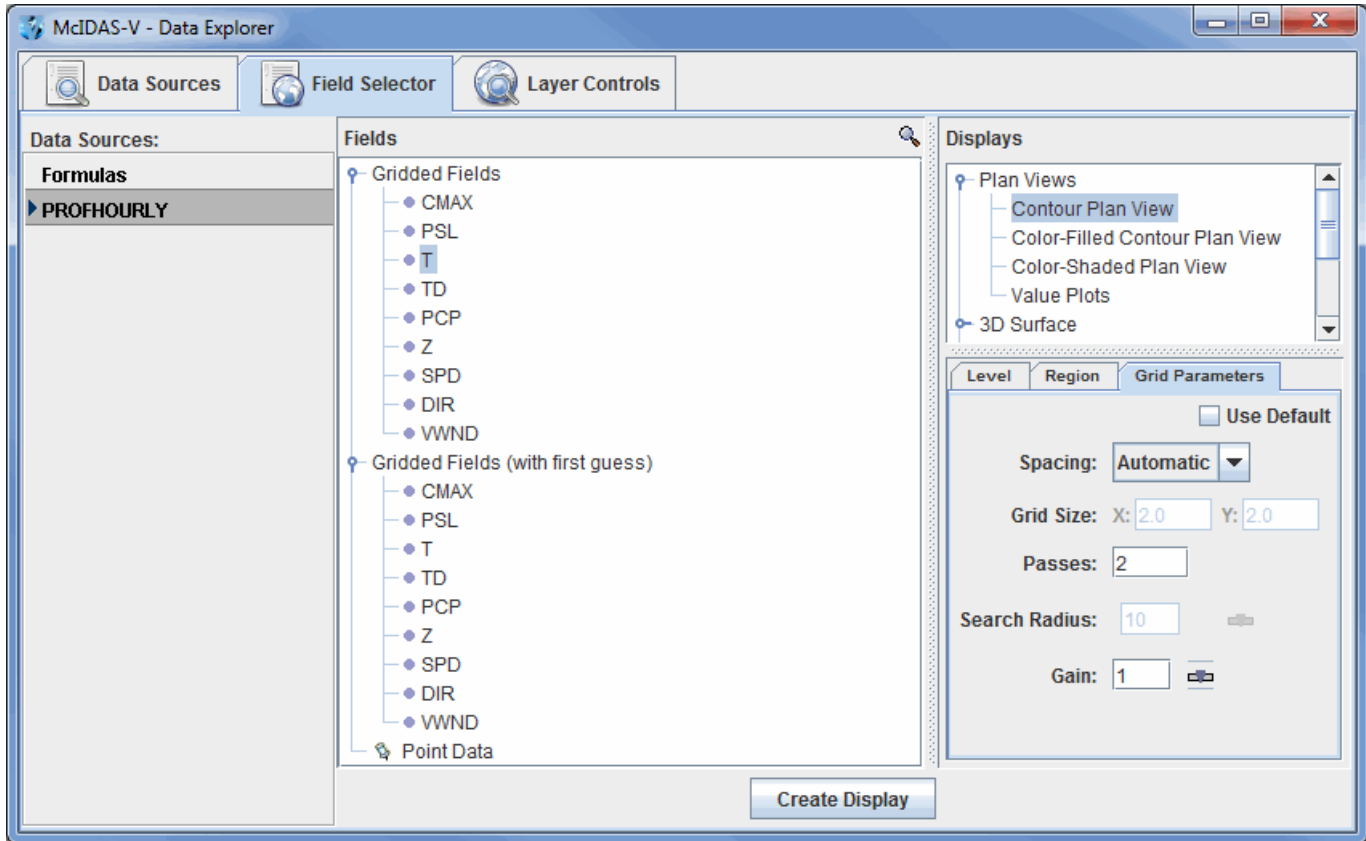 McIDAS-V - Data Explorer
Data Sources
Field Selector
Layer Controls
Data Sources:
Formulas
PROFHOURLY
Fields
Gridded Fields
CMAX
PSL
T
TD
PCP
Z
SPD
DIR
VWND
Gridded Fields (with first guess)
CMAX
PSL
T
TD
PCP
Z
SPD
DIR
VWND
Point Data
Displays
Plan Views
Contour Plan View
Color-Filled Contour Plan View
Color-Shaded Plan View
Value Plots
3D Surface
Level Region Grid Parameters
Use Default
Spacing: Automatic
Grid Size: X: 2.0 Y: 2.0
Passes: 2
Search Radius: 10
Gain: 1
Create Display